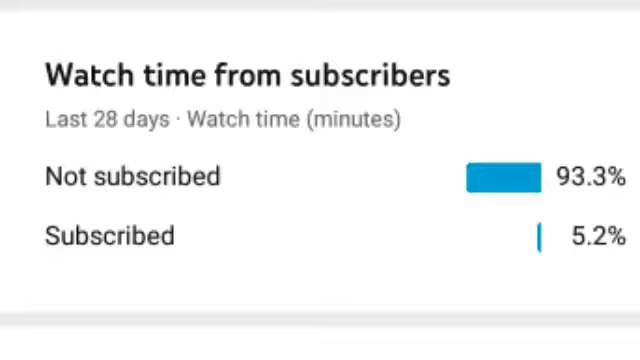 Watch time from subscribers
Last 28 days · Watch time (minutes)
Not subscribed 93.3%
Subscribed 5.2%